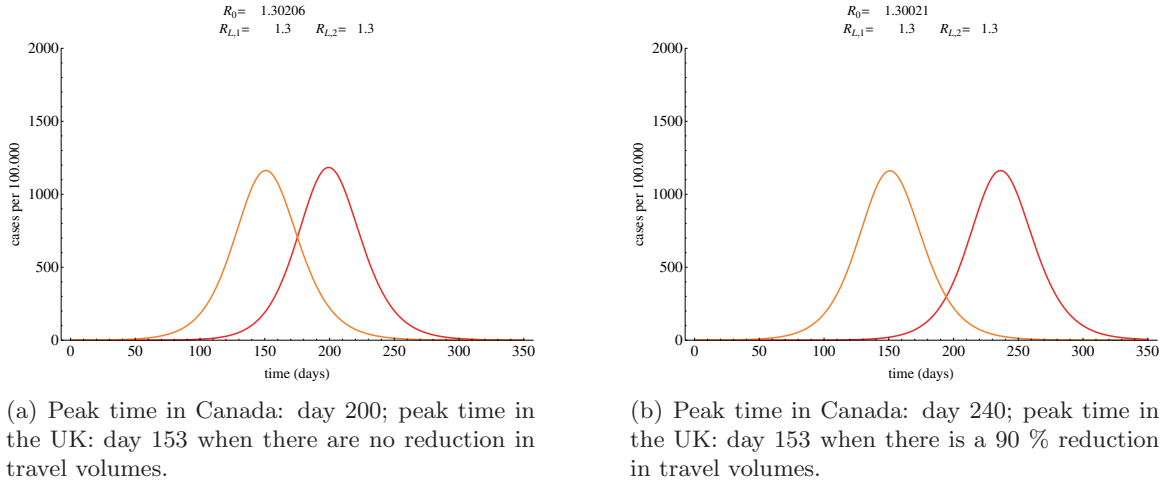 R0= 1.30206
RL,1= 1.3 RL,2= 1.3
2000
1500
1000
500
0
cases per 100.000
0 50 100 150 200 250 300 350
time (days)
(a) Peak time in Canada: day 200; peak time in
the UK: day 153 when there are no reduction in
travel volumes.
R0= 1.30021
RL,1= 1.3 RL,2= 1.3
2000
1500
1000
500
0
cases per 100.000
0 50 100 150 200 250 300 350
time (days)
(b) Peak time in Canada: day 240; peak time in
the UK: day 153 when there is a 90 % reduction
in travel volumes.